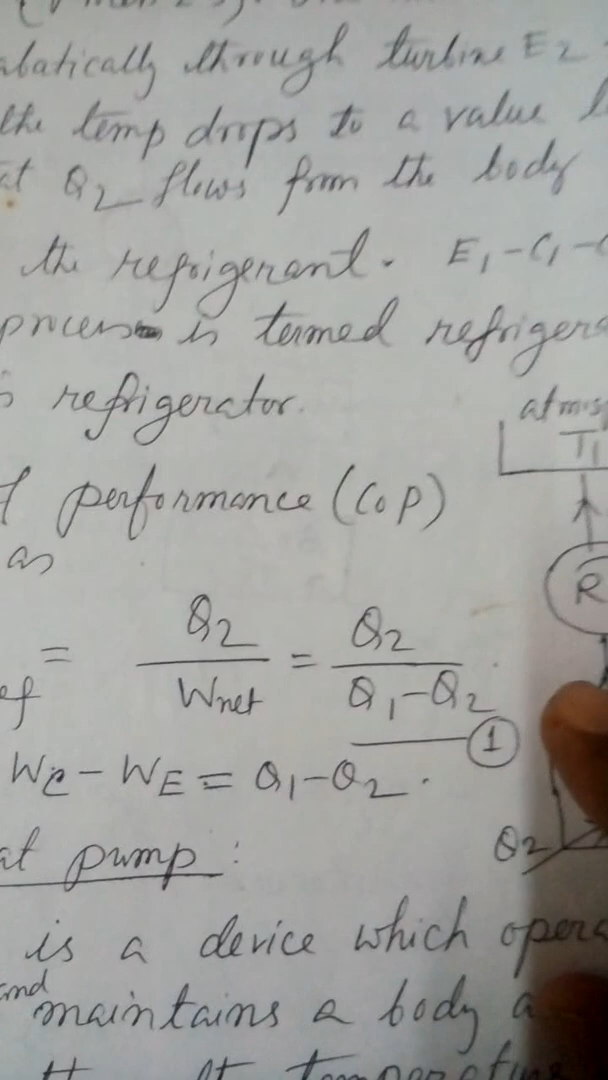 abatically through turbine E2
the temp drops to a value
at Q2 flows from the body
the refrigerant. E1-C1-
process is termed refrigera
refrigerator.
atmos
T1
f performance (COP)
as
R
= Q2/Wnet = Q2/Q1-Q2
ef
1
Wc - WE = Q1-Q2.
Q2
at pump :
is a device which opera
and maintains a body a